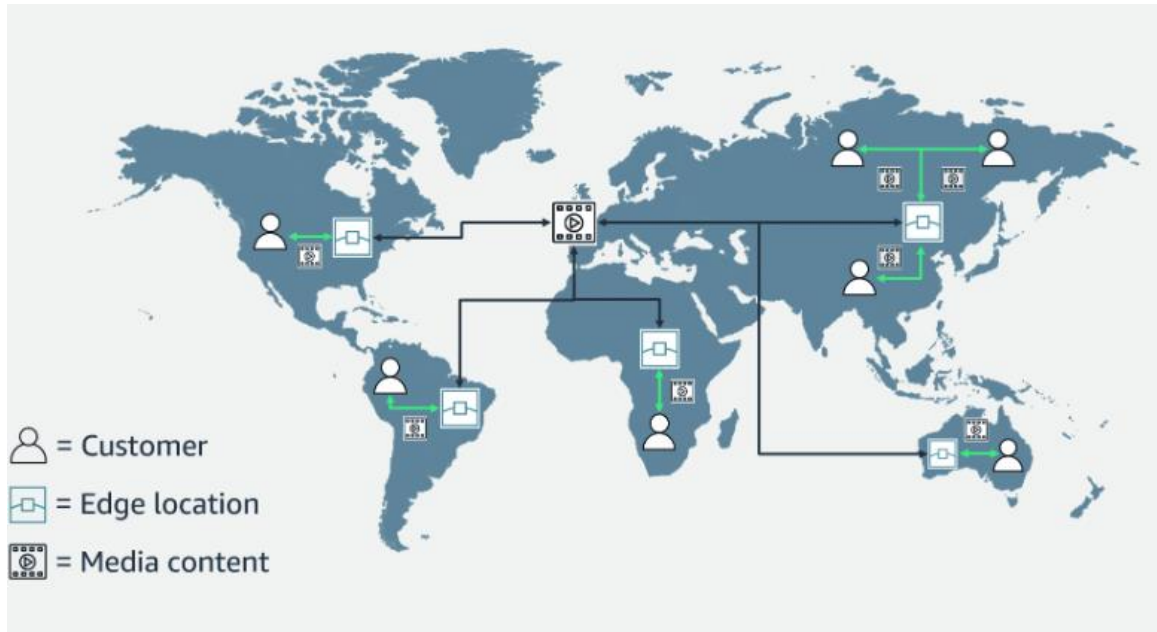 = Customer
= Edge location
= Media content